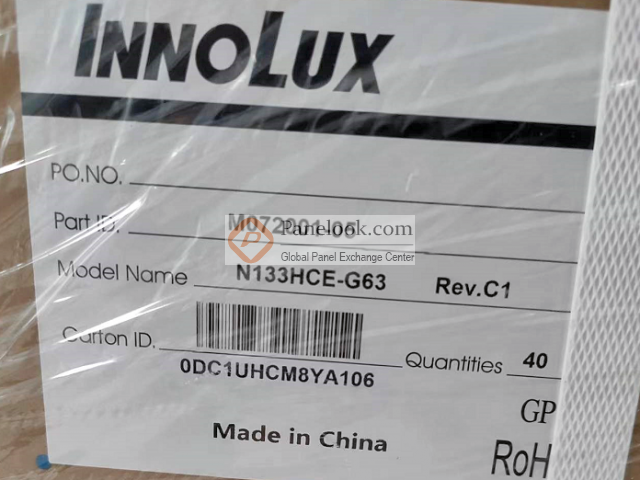 INNOLUX
PO.NO.
Part ID.
Panelook.com
Global Panel Exchange Center
Model Name N133HCE-G63 Rev.C1
Carton ID.
0DC1UHCM8YA106
Quantities 40
GP
Made in China
RoH